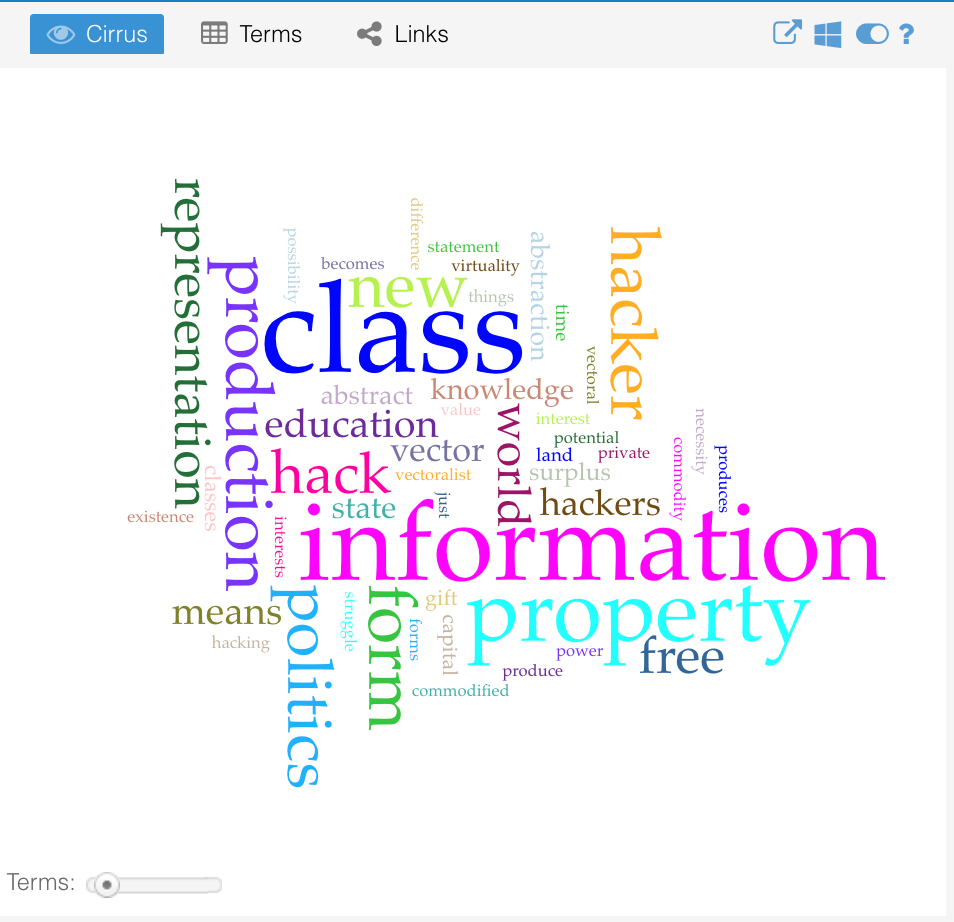 Cirrus Terms Links ?
representation
possibility
difference
statement
becomes
virtuality
abstraction
hacker
production
new
things
class
time
vectoral
abstract
knowledge
value
education
world
interest
necessity
vector
potential
land
private
commodity
produces
hack
vectoralist
surplus
classes
state
just
hackers
existence
interests
information
means
politics
struggle
form
gift
property
hacking
forms
capital
power
free
produce
commodified
Terms: